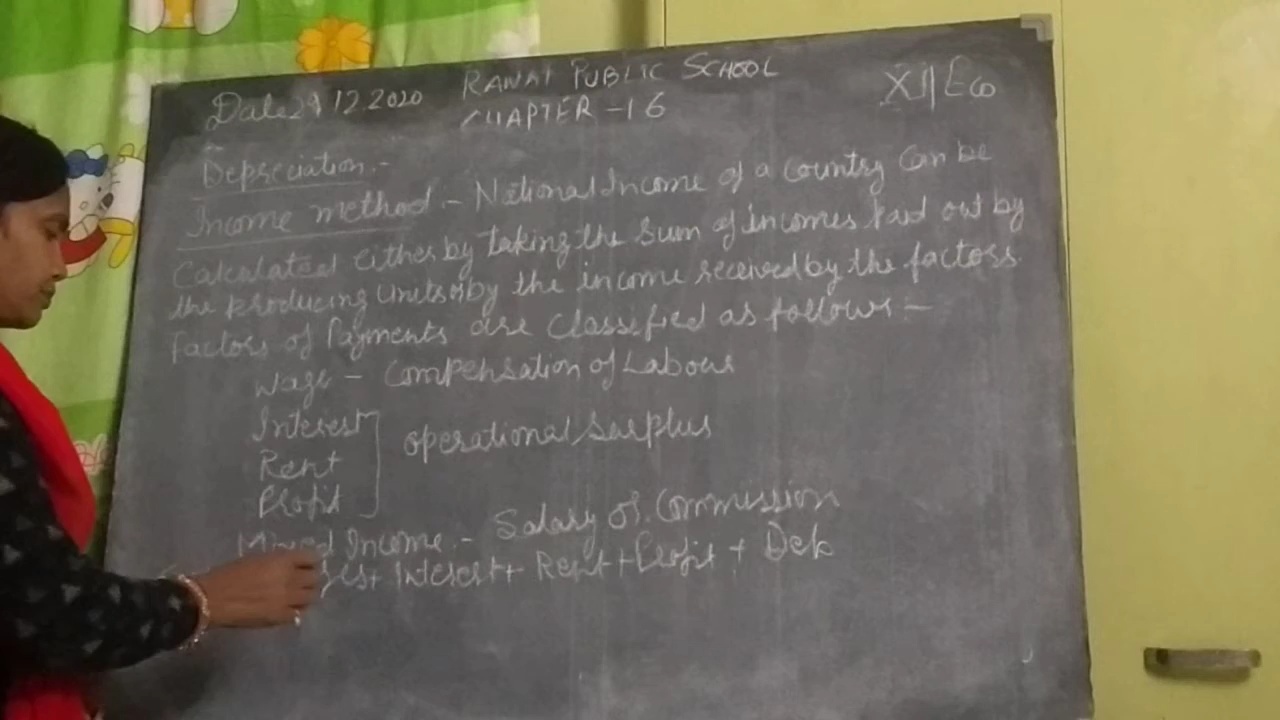 RAWAT PUBLIC SCHOOL
Date 29 12.2020
CHAPTER -16
XII Eco
Depreciation.-
Income method - National Income of a country can be
Calculated either by taking the sum of incomes paid out by
the producing units or by the income received by the factors.
factors of Payments are classified as follows :-
Wage - Compensation of Labour
Interest
Rent
Profit
operational Surplus
Mixed Income.- Salary or Commission
+ Interest + Rent + Profit + Dep